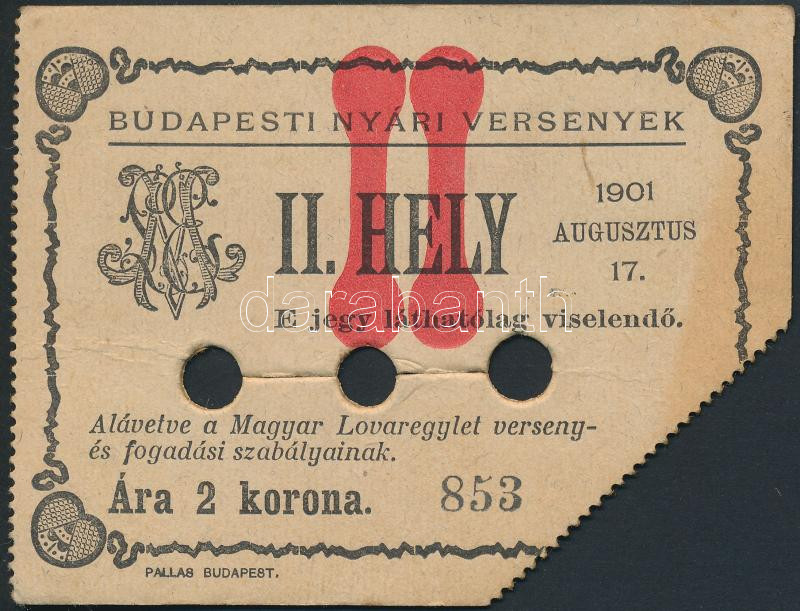 BUDAPESTI NYÁRI VERSENYEK
II. HELY
1901
AUGUSZTUS
17.
darabanth
E jegy láthatólag viselendő.
Alávetve a Magyar Lovaregylet verseny-
és fogadási szabályainak.
Ára 2 korona.
853
PALLAS BUDAPEST.